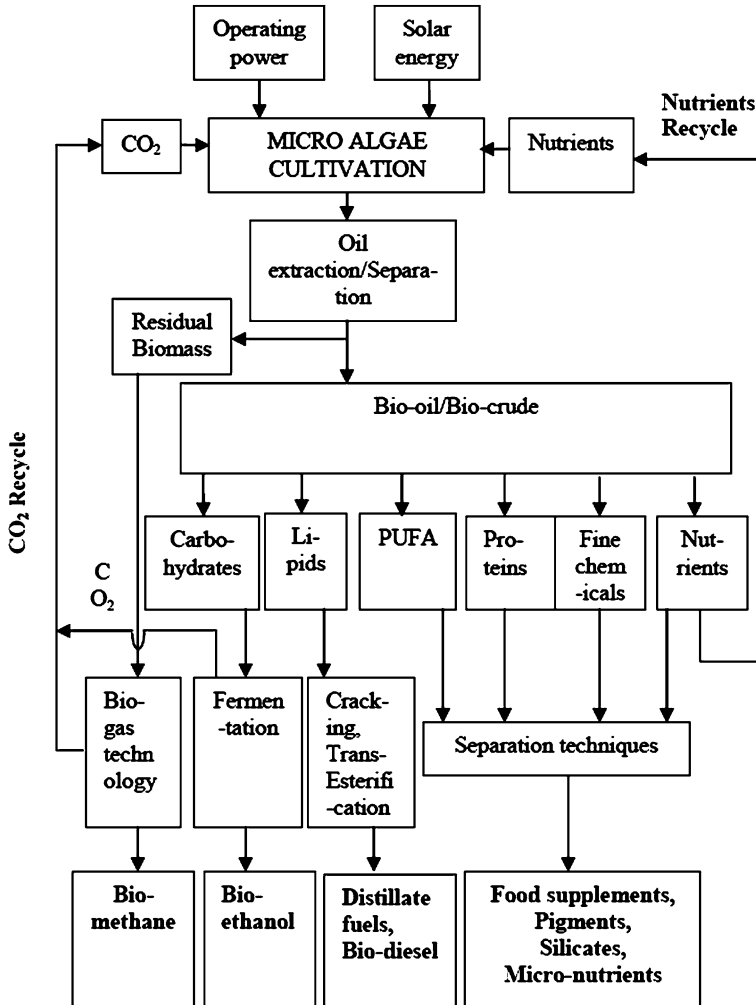 Operating
power
Solar
energy
Nutrients
Recycle
CO₂
MICRO ALGAE
CULTIVATION
Nutrients
Oil
extraction/Separa-
tion
Residual
Biomass
Bio-oil/Bio-crude
CO₂ Recycle
Carbo-
hydrates
Li-
pids
PUFA
Pro-
teins
Fine
chem
-icals
Nut-
rients
C
O₂
Bio-
gas
techn
ology
Fermen
-tation
Crack-
ing,
Trans-
Esterifi
-cation
Separation techniques
Bio-
methane
Bio-
ethanol
Distillate
fuels,
Bio-diesel
Food supplements,
Pigments,
Silicates,
Micro-nutrients